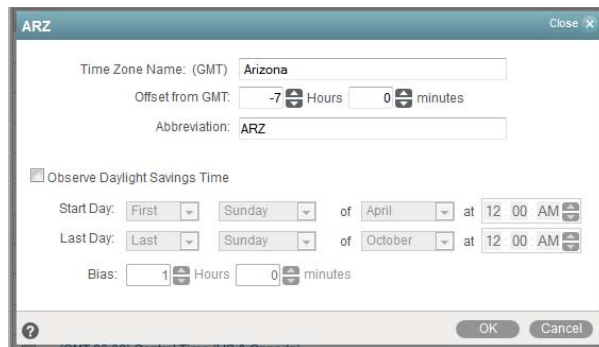 ARZ Close x
Time Zone Name: (GMT) Arizona
Offset from GMT: -7 Hours 0 minutes
Abbreviation: ARZ
Observe Daylight Savings Time
Start Day: First Sunday of April at 12 00 AM
Last Day: Last Sunday of October at 12 00 AM
Bias: 1 Hours 0 minutes
? OK Cancel